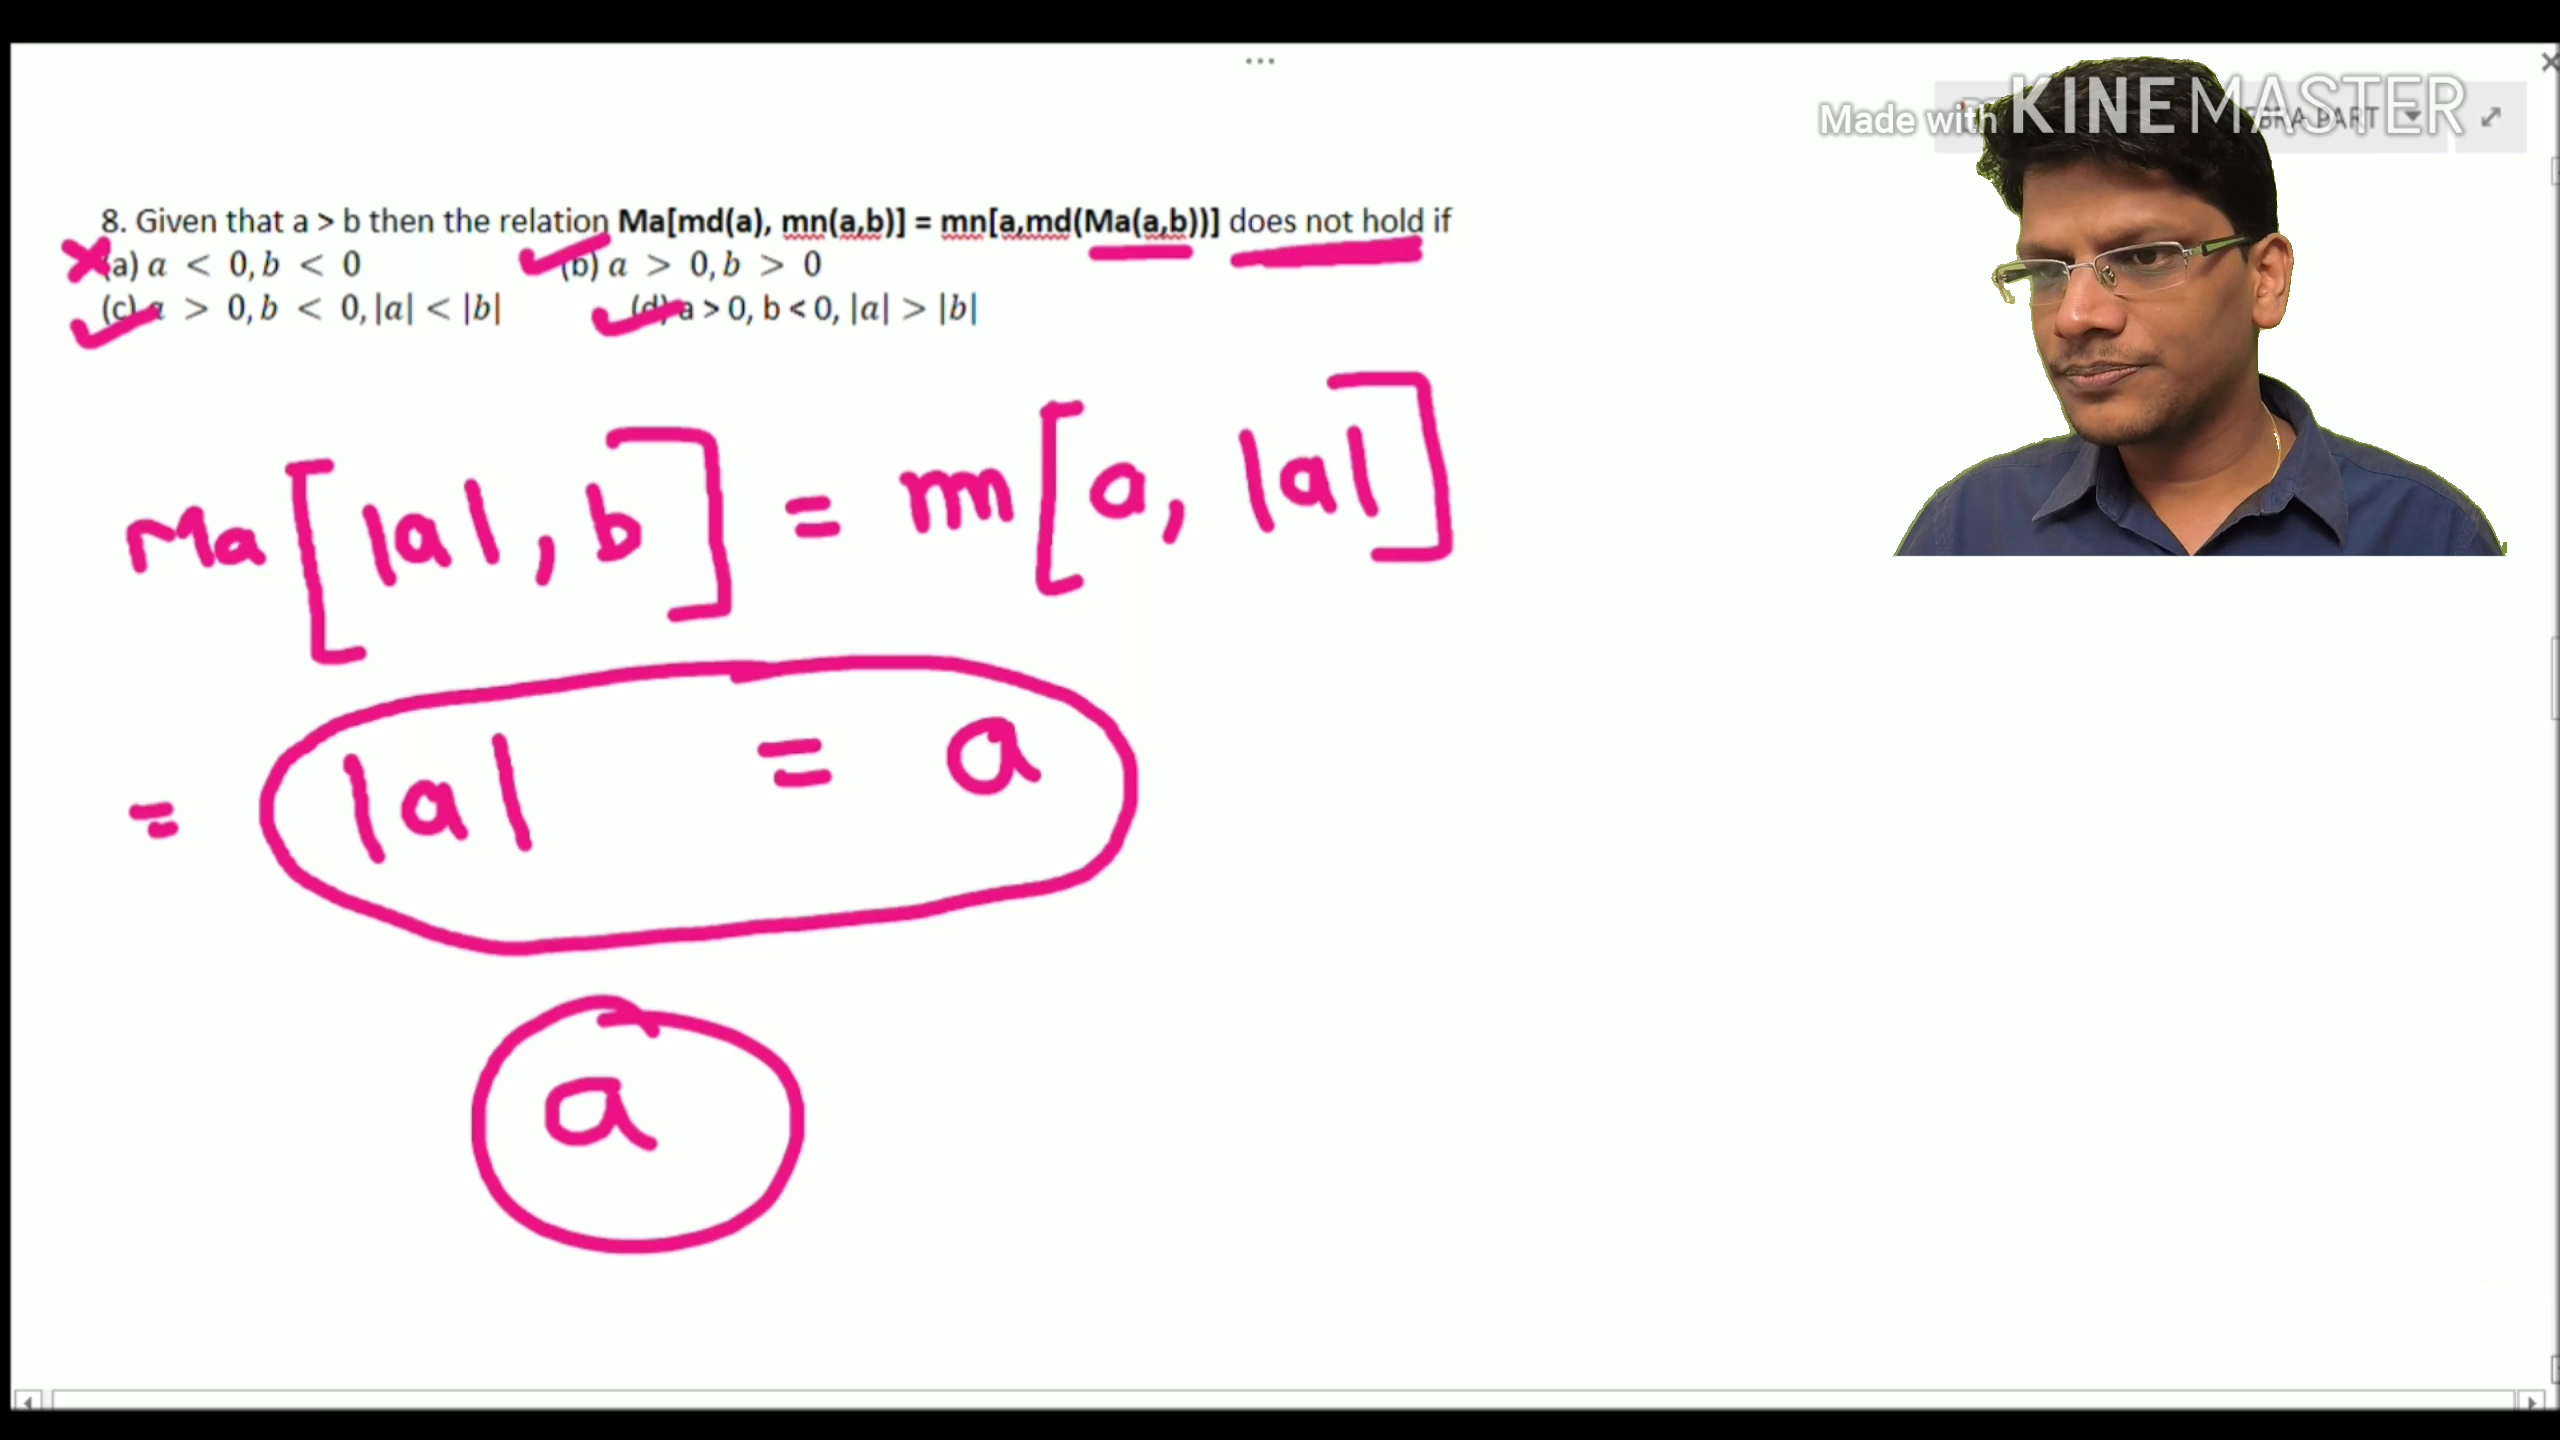 Made with KINEMASTER
8. Given that a > b then the relation Ma[md(a), mn(a,b)] = mn[a,md(Ma(a,b))] does not hold if
(a) a < 0, b < 0 (b) a > 0, b > 0
(c) a > 0, b < 0, |a| < |b| (d) a > 0, b < 0, |a| > |b|
Ma[|a|, b] = m[a, |a|]
= |a| = a
a